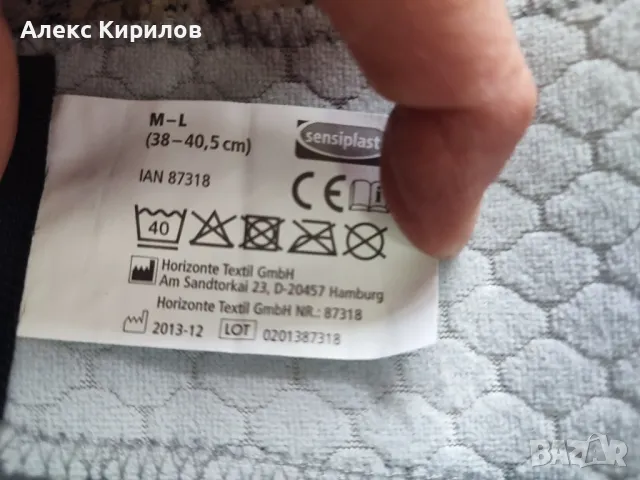 Алекс Кирилов
M–L
(38–40,5 cm)
sensiplast
IAN 87318
CE
i
40
Horizonte Textil GmbH
Am Sandtorkai 23, D-20457 Hamburg
Horizonte Textil GmbH NR.: 87318
2013-12 LOT 0201387318
BAZAR